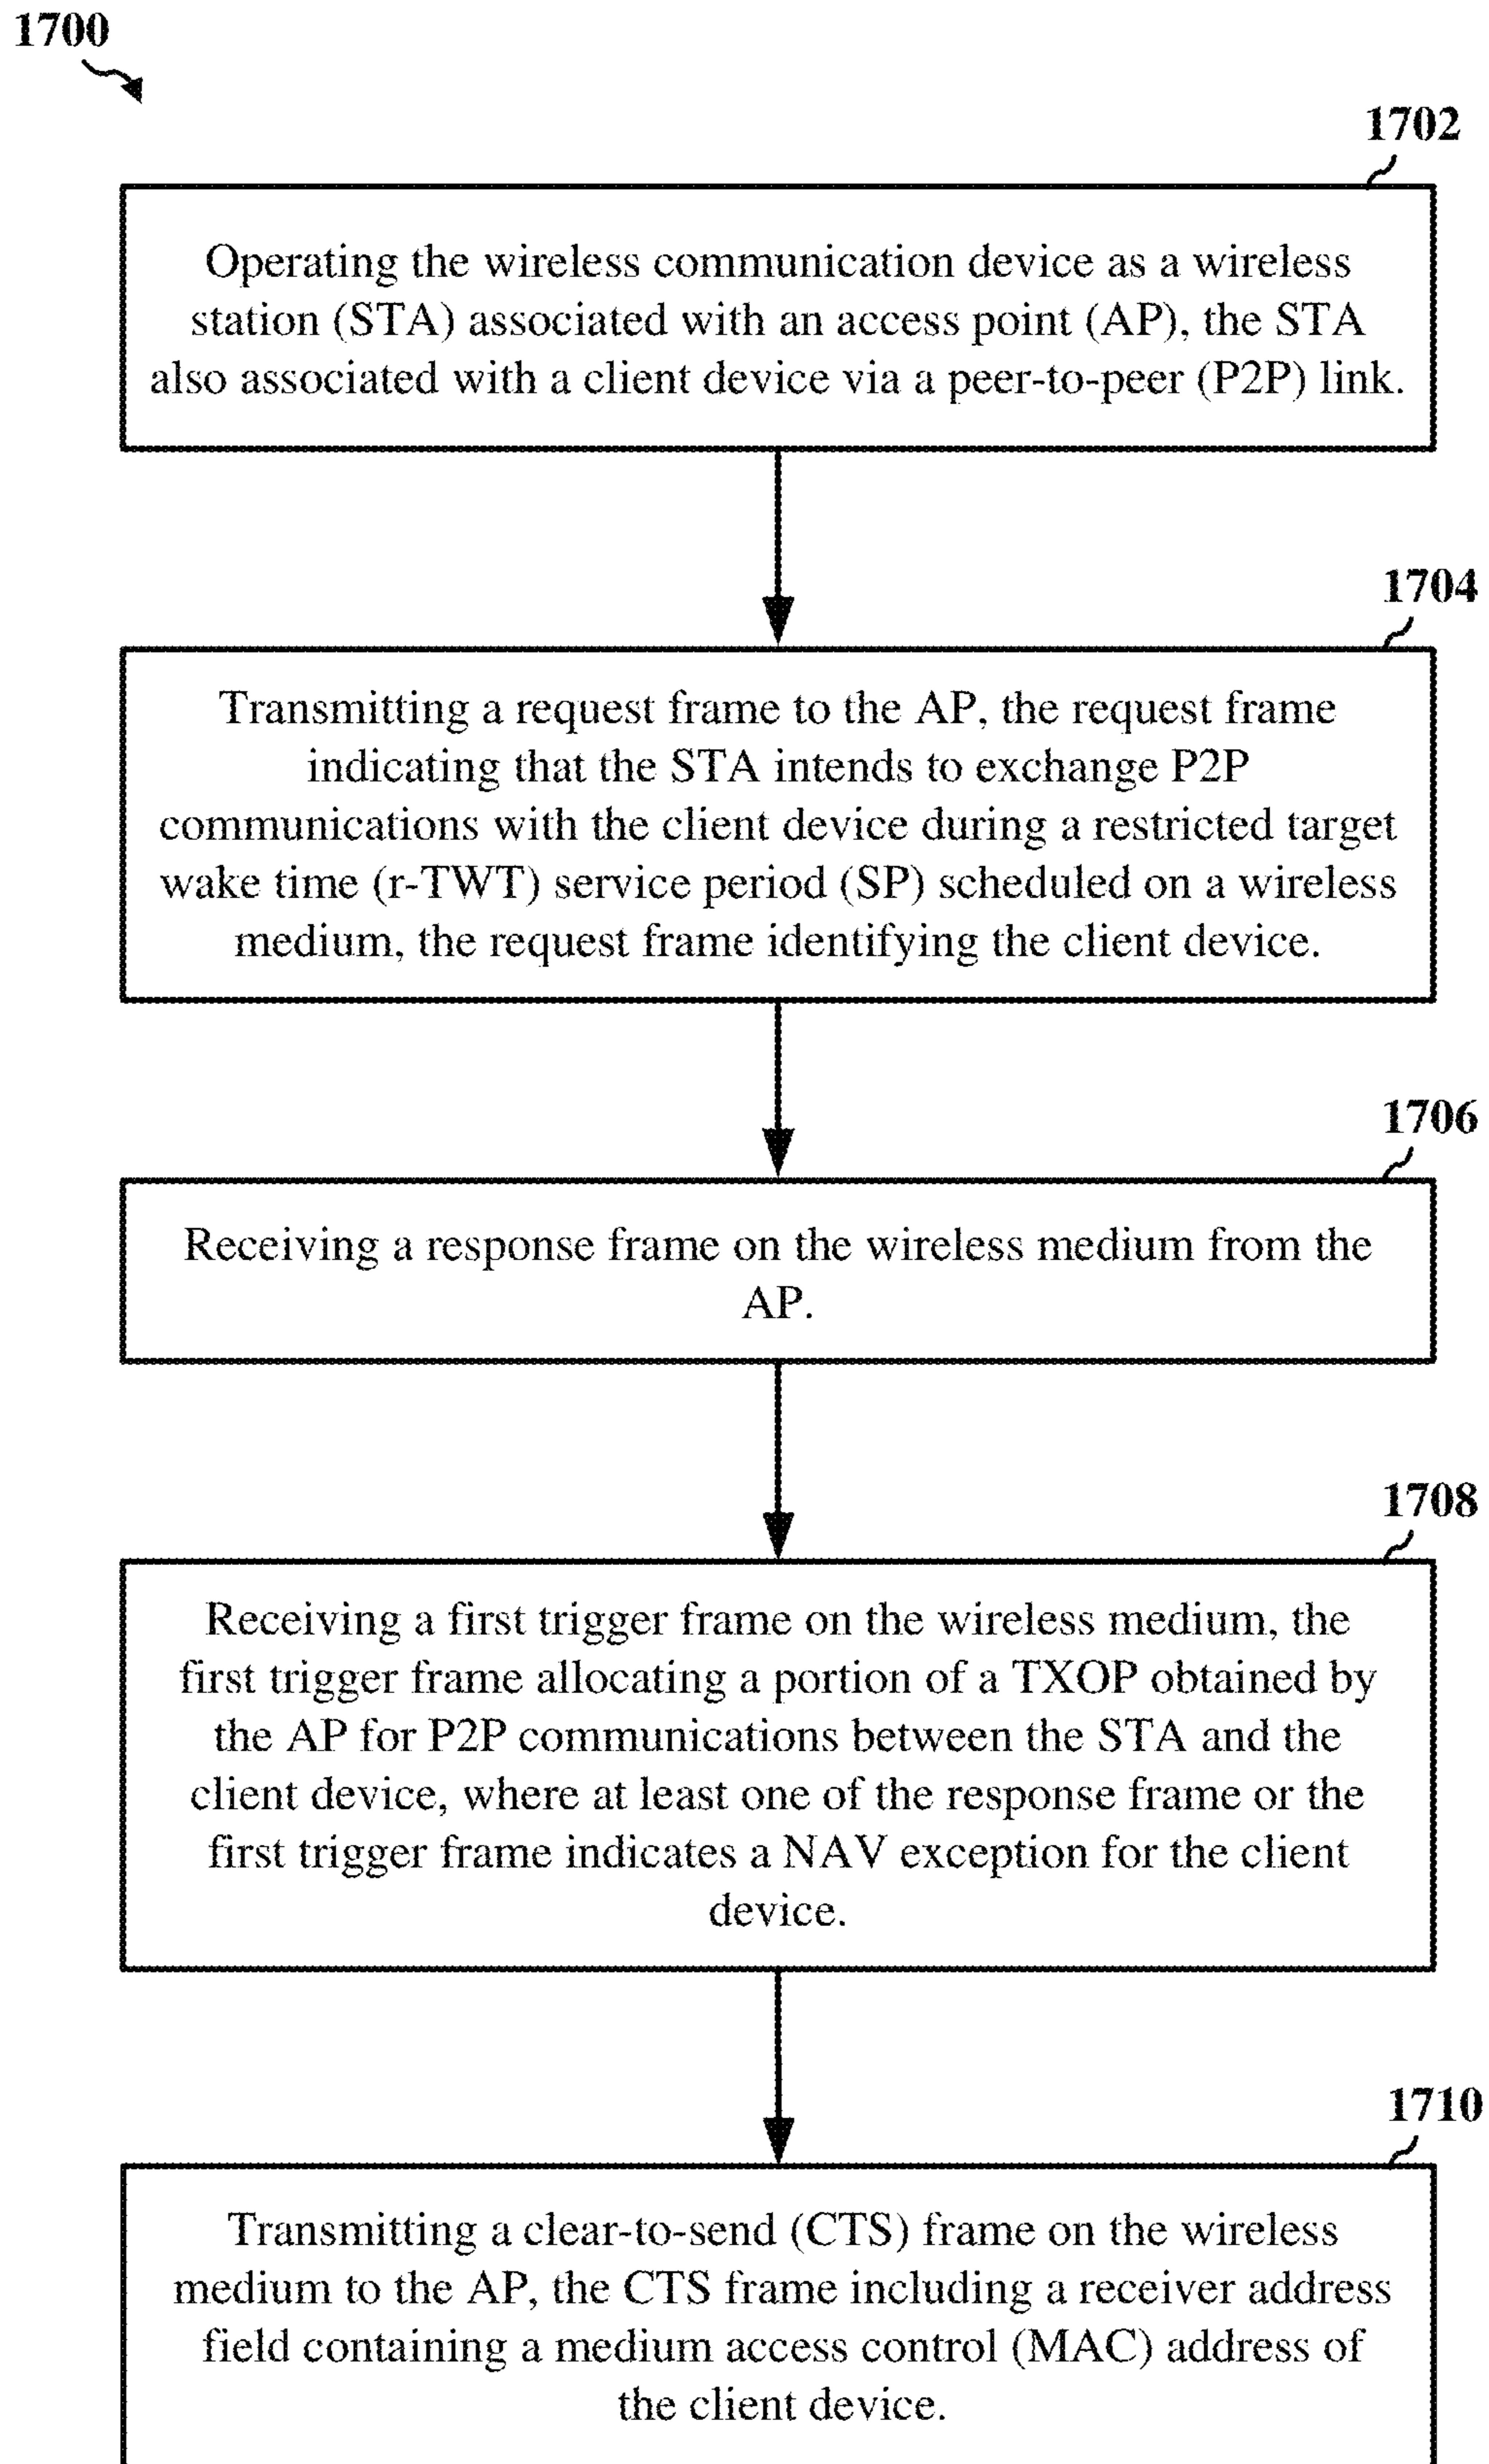 1700
1702
Operating the wireless communication device as a wireless
station (STA) associated with an access point (AP), the STA
also associated with a client device via a peer-to-peer (P2P) link.
1704
Transmitting a request frame to the AP, the request frame
indicating that the STA intends to exchange P2P
communications with the client device during a restricted target
wake time (r-TWT) service period (SP) scheduled on a wireless
medium, the request frame identifying the client device.
1706
Receiving a response frame on the wireless medium from the
AP.
1708
Receiving a first trigger frame on the wireless medium, the
first trigger frame allocating a portion of a TXOP obtained by
the AP for P2P communications between the STA and the
client device, where at least one of the response frame or the
first trigger frame indicates a NAV exception for the client
device.
1710
Transmitting a clear-to-send (CTS) frame on the wireless
medium to the AP, the CTS frame including a receiver address
field containing a medium access control (MAC) address of
the client device.